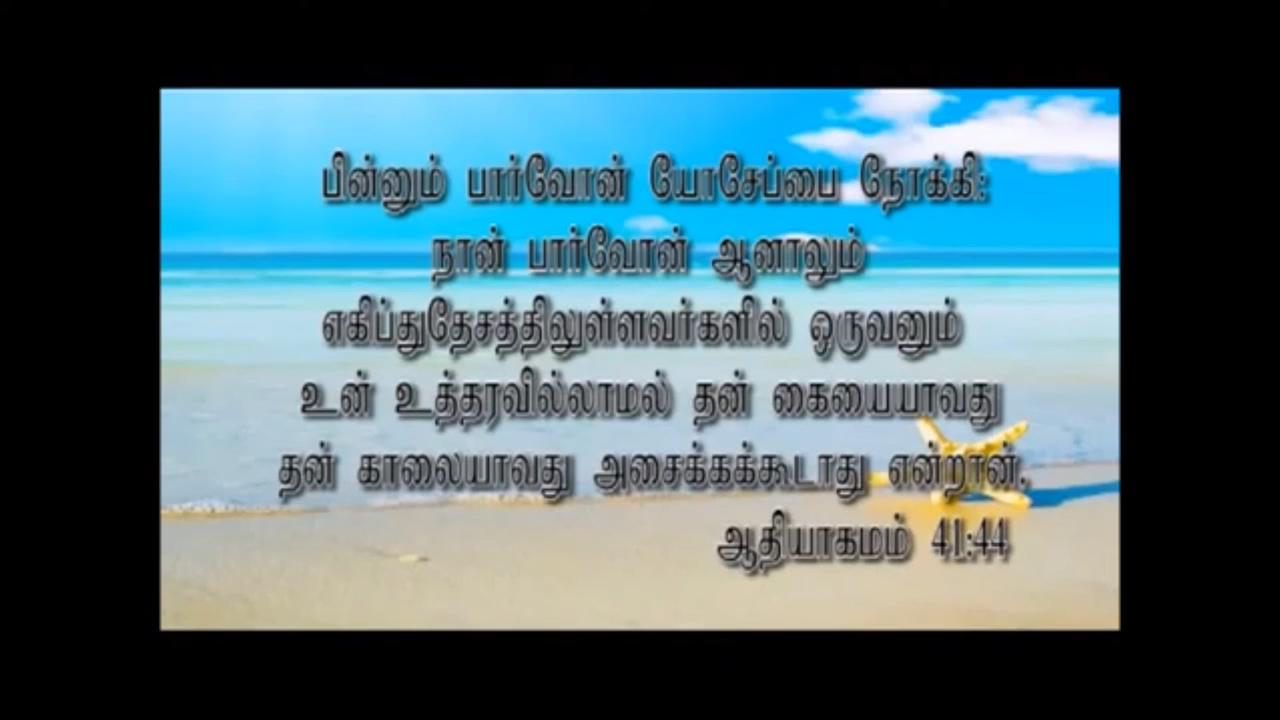 பின்னும் பார்வோன் யோசேப்பை நோக்கி:
நான் பார்வோன் ஆனாலும்
எகிப்துதேசத்திலுள்ளவர்களில் ஒருவனும்
உன் உத்தரவில்லாமல் தன் கையையாவது
தன் காலையாவது அசைக்கக்கூடாது என்றான்.
ஆதியாகமம் 41:44